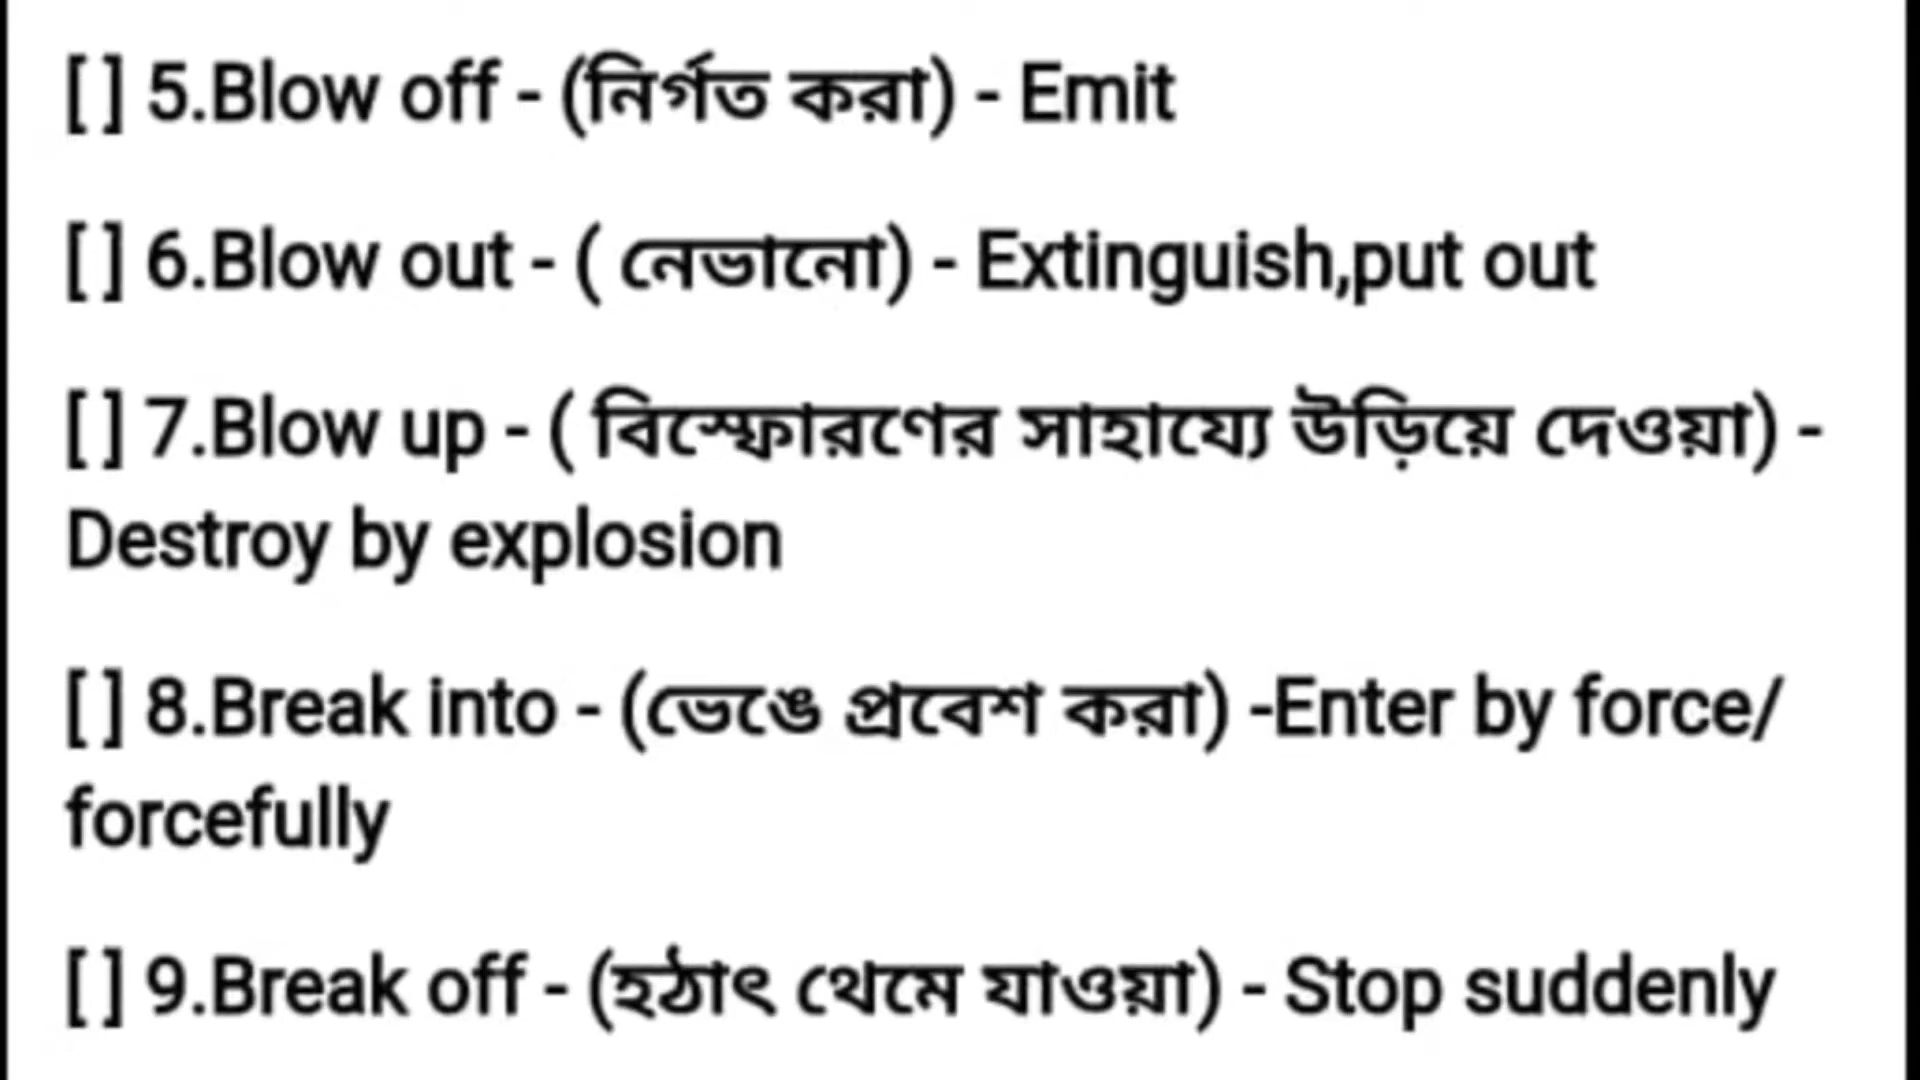 [ ] 5.Blow off - (নির্গত করা) - Emit
[ ] 6.Blow out - ( নেভানো) - Extinguish,put out
[ ] 7.Blow up - ( বিস্ফোরণের সাহায্যে উড়িয়ে দেওয়া) -
Destroy by explosion
[ ] 8.Break into - (ভেঙে প্রবেশ করা) -Enter by force/
forcefully
[ ] 9.Break off - (হঠাৎ থেমে যাওয়া) - Stop suddenly